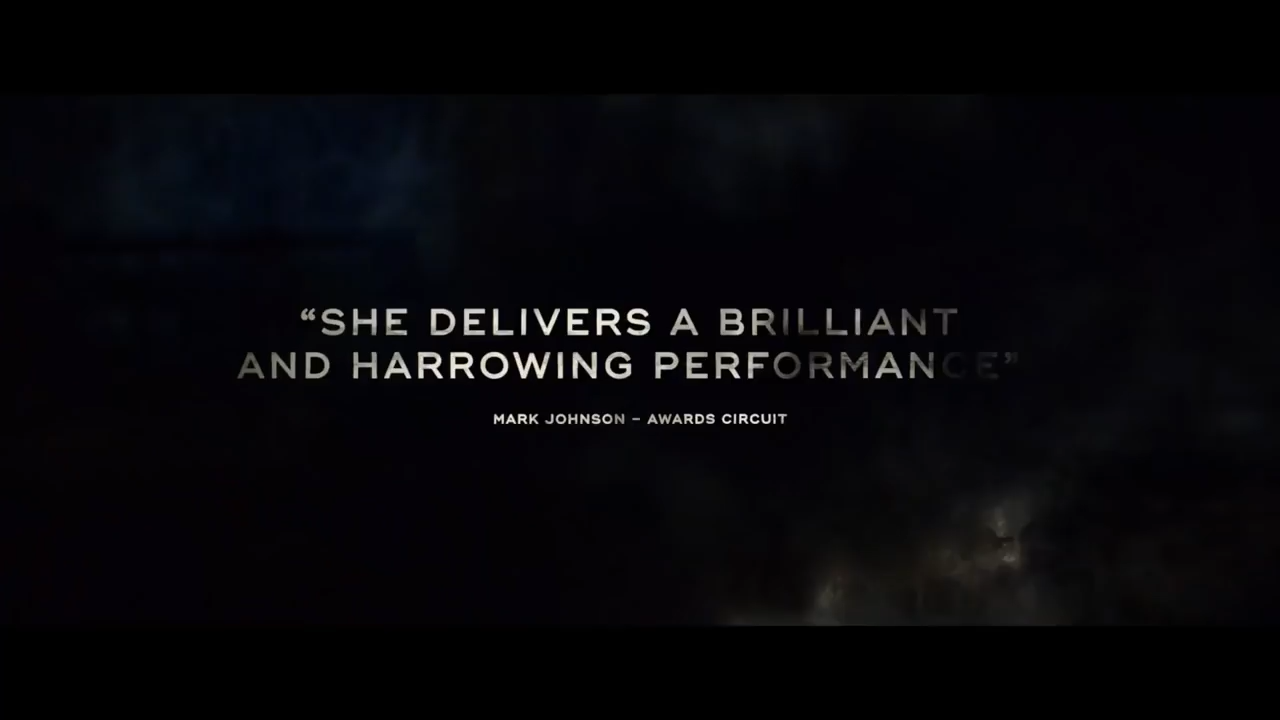 “SHE DELIVERS A BRILLIANT
AND HARROWING PERFORMANCE”
MARK JOHNSON – AWARDS CIRCUIT